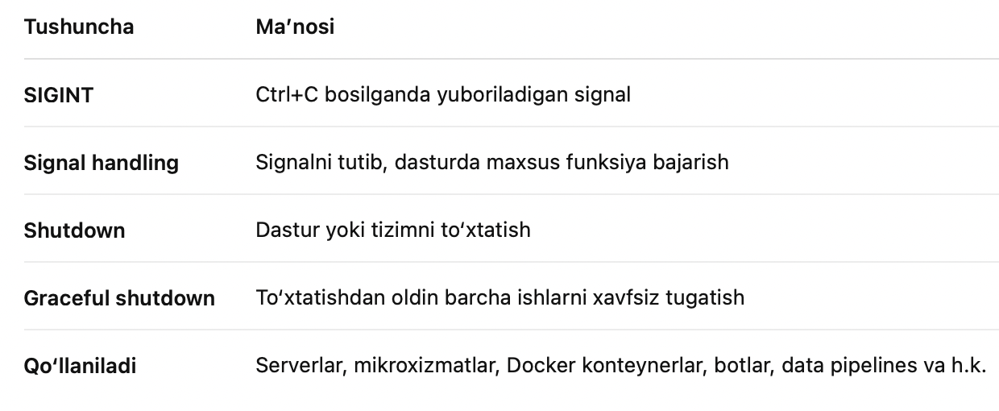 Tushuncha Ma’nosi
SIGINT Ctrl+C bosilganda yuboriladigan signal
Signal handling Signalni tutib, dasturda maxsus funksiya bajarish
Shutdown Dastur yoki tizimni to‘xtatish
Graceful shutdown To‘xtatishdan oldin barcha ishlarni xavfsiz tugatish
Qo‘llaniladi Serverlar, mikroxizmatlar, Docker konteynerlar, botlar, data pipelines va h.k.